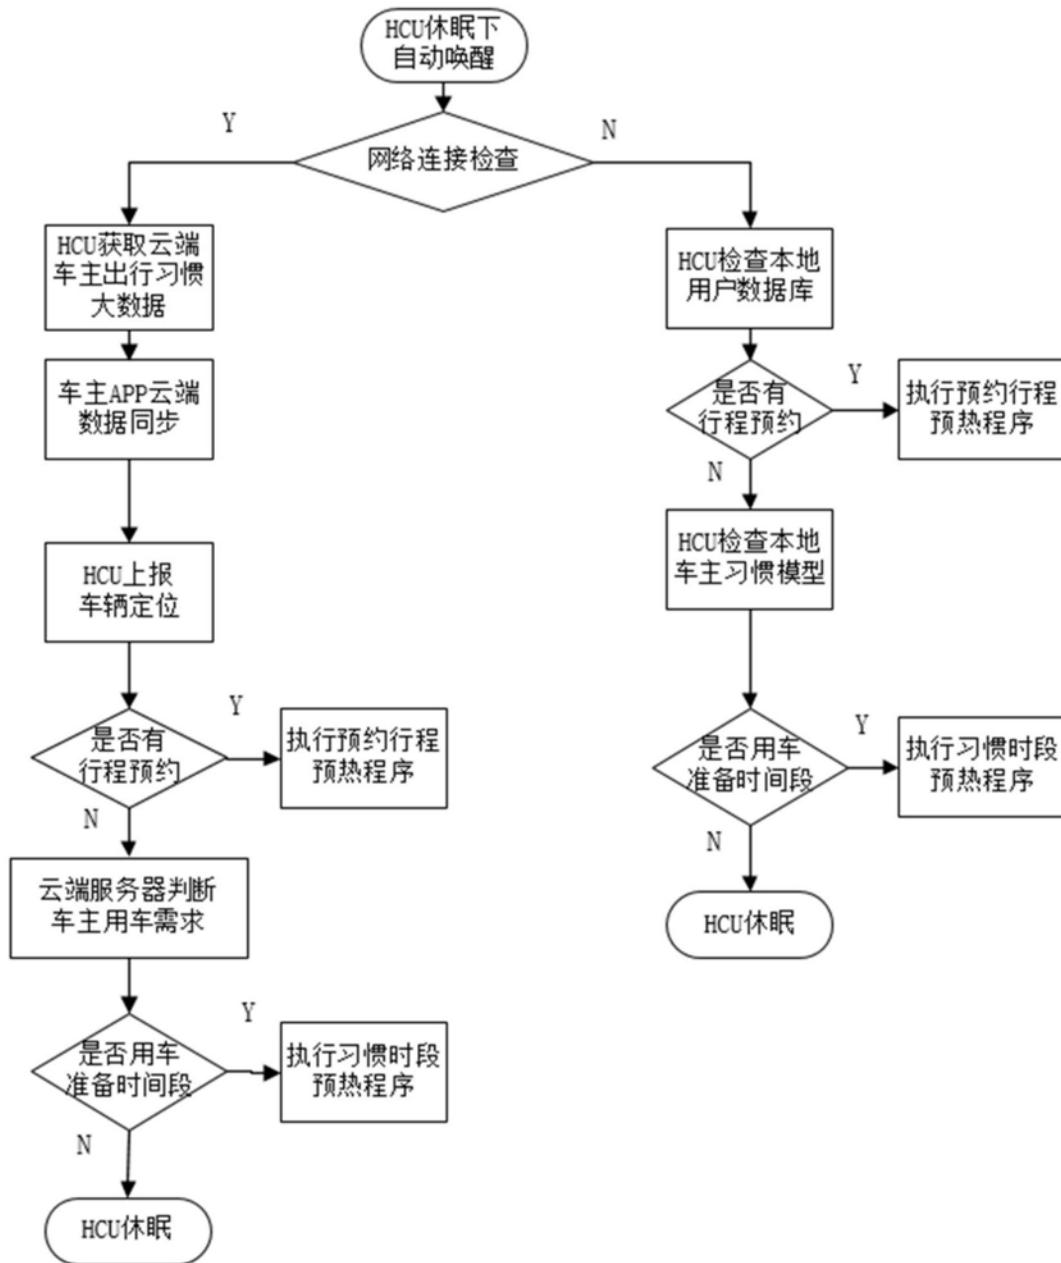 HCU休眠下
自动唤醒
Y
N
网络连接检查
HCU获取云端
车主出行习惯
大数据
车主APP云端
数据同步
HCU上报
车辆定位
是否有
行程预约
Y
执行预约行程
预热程序
N
云端服务器判断
车主用车需求
是否用车
准备时间段
Y
执行习惯时段
预热程序
N
HCU休眠
HCU检查本地
用户数据库
是否有
行程预约
Y
执行预约行程
预热程序
N
HCU检查本地
车主习惯模型
是否用车
准备时间段
Y
执行习惯时段
预热程序
N
HCU休眠